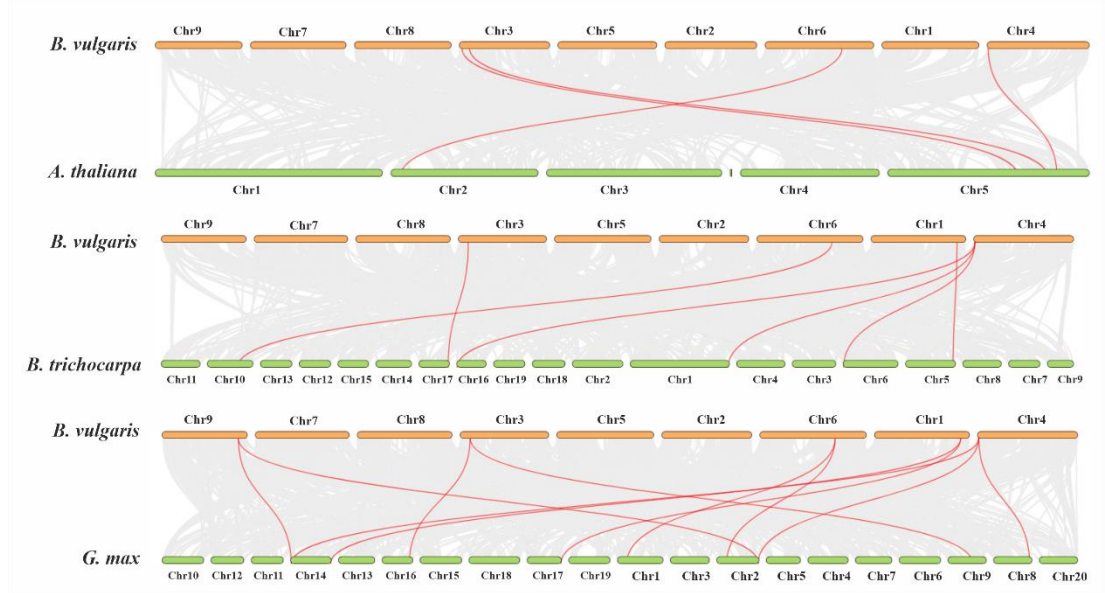 Chr9 Chr7 Chr8 Chr3 Chr5 Chr2 Chr6 Chr1 Chr4
B. vulgaris
A. thaliana
Chr1 Chr2 Chr3 Chr4 Chr5
Chr9 Chr7 Chr8 Chr3 Chr5 Chr2 Chr6 Chr1 Chr4
B. vulgaris
B. trichocarpa
Chr11 Chr10 Chr13 Chr12 Chr15 Chr14 Chr17 Chr16 Chr19 Chr18 Chr2 Chr1 Chr4 Chr3 Chr6 Chr5 Chr8 Chr7 Chr9
Chr9 Chr7 Chr8 Chr3 Chr5 Chr2 Chr6 Chr1 Chr4
B. vulgaris
G. max
Chr10 Chr12 Chr11 Chr14 Chr13 Chr16 Chr15 Chr18 Chr17 Chr19 Chr1 Chr3 Chr2 Chr5 Chr4 Chr7 Chr6 Chr9 Chr8 Chr20